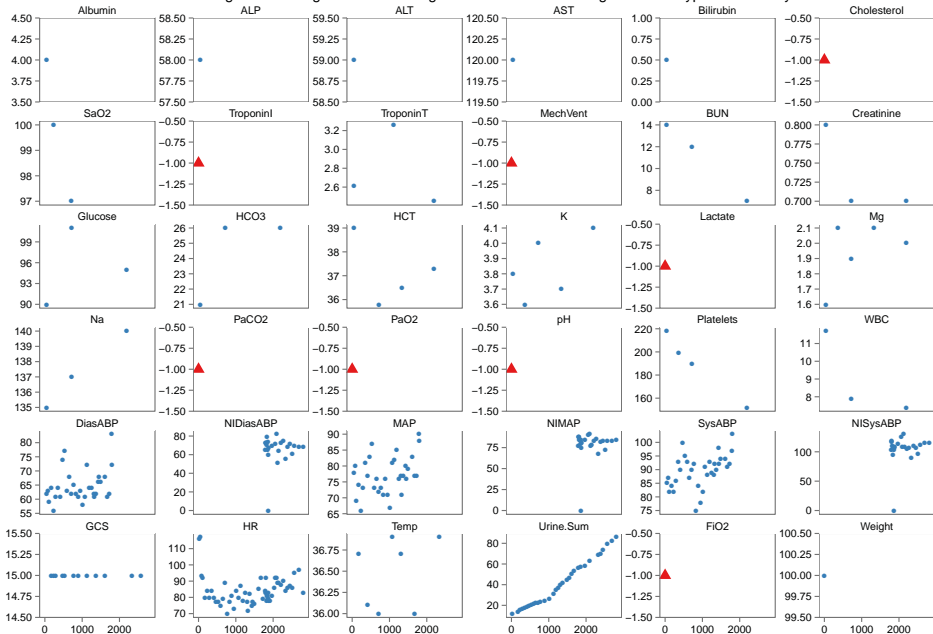 Albumin ALP ALT AST Bilirubin Cholesterol
4.50 58.50 59.50 120.50 1.00 −0.50
4.25 58.25 59.25 120.25 0.75 −0.75
4.00 58.00 59.00 120.00 0.50 −1.00
3.75 57.75 58.75 119.75 0.25 −1.25
3.50 57.50 58.50 119.50 0.00 −1.50
SaO2 TroponinI TroponinT MechVent BUN Creatinine
100 −0.50 3.2 −0.50 14 0.800
99 −0.75 3.0 −0.75 12 0.775
98 −1.00 2.8 −1.00 10 0.750
97 −1.25 2.6 −1.25 8 0.725
−1.50 −1.50 0.700
Glucose HCO3 HCT K Lactate Mg
99 26 39 4.1 −0.50 2.1
96 25 38 4.0 −0.75 2.0
93 24 37 3.9 −1.00 1.9
90 23 36 3.8 −1.25 1.8
22 3.7 −1.50 1.7
21 3.6 1.6
Na PaCO2 PaO2 pH Platelets WBC
140 −0.50 −0.50 −0.50 220 11
139 −0.75 −0.75 −0.75 200 10
138 −1.00 −1.00 −1.00 180 9
137 −1.25 −1.25 −1.25 160 8
136 −1.50 −1.50 −1.50
135
DiasABP NIDiasABP MAP NIMAP SysABP NISysABP
80 80 90 80 100 100
75 60 85 60 95 50
70 40 80 40 90 0
65 20 75 20 85
60 0 70 0 80
55 65 75
GCS HR Temp Urine.Sum FiO2 Weight
15.50 110 36.75 80 −0.50 100.50
15.25 100 36.50 60 −0.75 100.25
15.00 90 36.25 40 −1.00 100.00
14.75 80 36.00 20 −1.25 99.75
14.50 70 −1.50 99.50
0 1000 2000 0 1000 2000 0 1000 2000 0 1000 2000 0 1000 2000 0 1000 2000